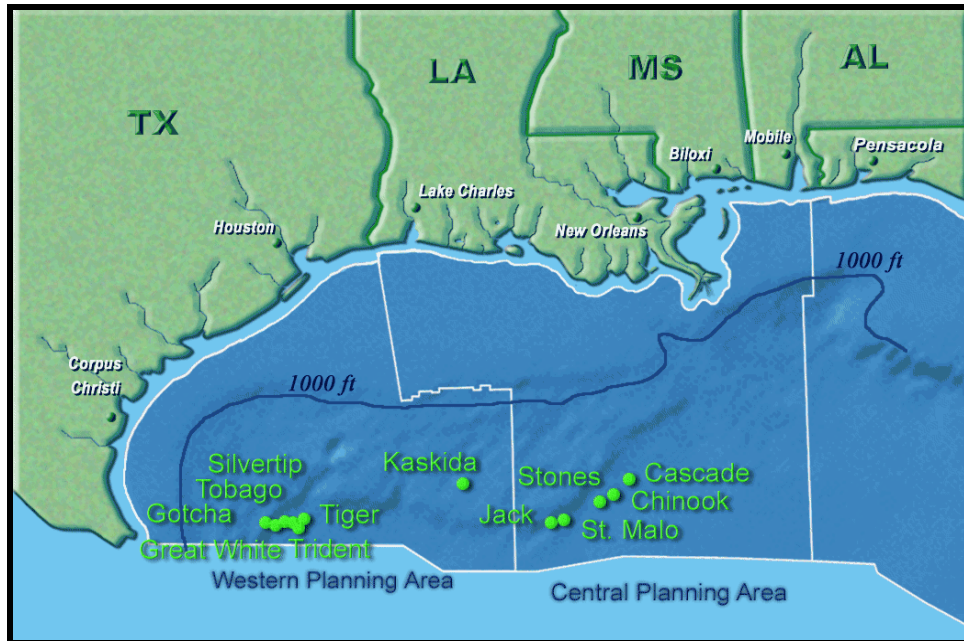 TX
LA
MS
AL
Biloxi
Mobile
Pensacola
Lake Charles
Houston
New Orleans
1000 ft
Corpus
Christi
1000 ft
Silvertip
Tobago
Gotcha
Tiger
Great White Trident
Kaskida
Stones
Cascade
Chinook
Jack
St. Malo
Western Planning Area
Central Planning Area